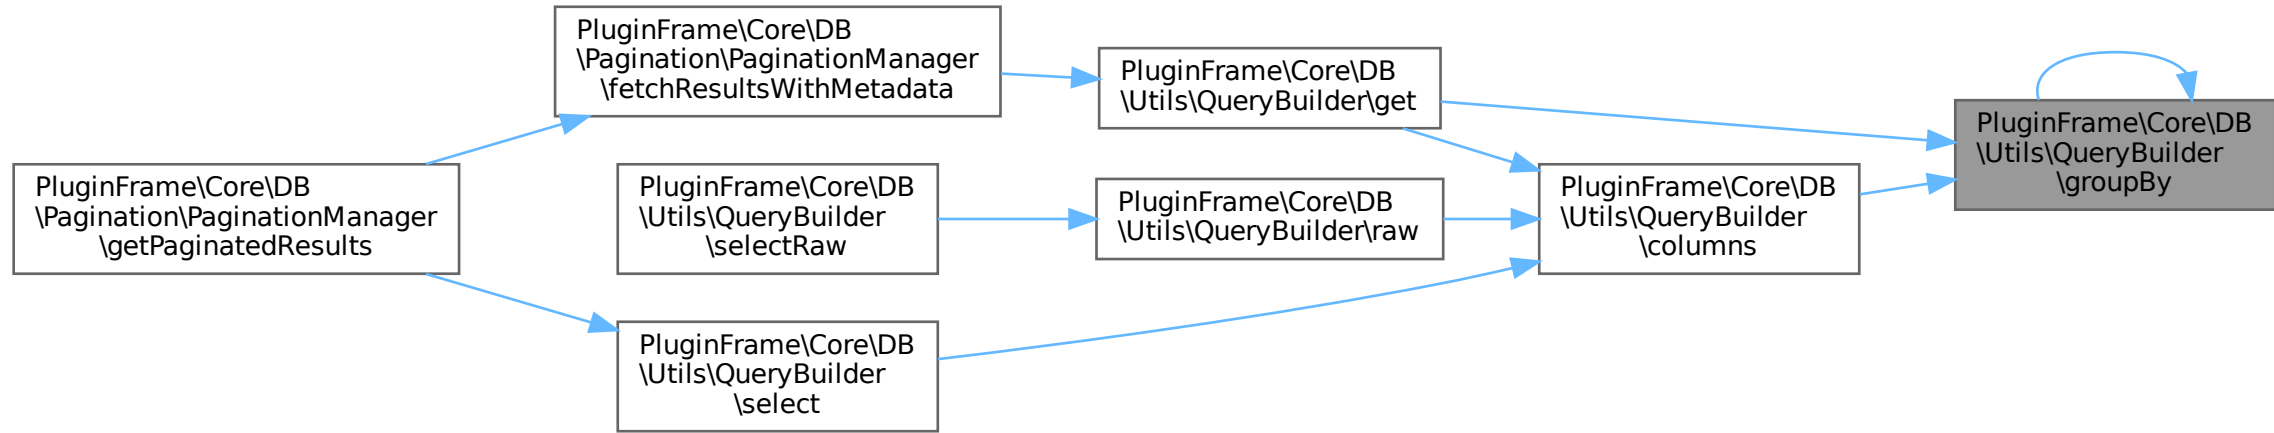 PluginFrame\Core\DB
\Pagination\PaginationManager
\fetchResultsWithMetadata
PluginFrame\Core\DB
\Utils\QueryBuilder\get
PluginFrame\Core\DB
\Utils\QueryBuilder
\groupBy
PluginFrame\Core\DB
\Pagination\PaginationManager
\getPaginatedResults
PluginFrame\Core\DB
\Utils\QueryBuilder
\selectRaw
PluginFrame\Core\DB
\Utils\QueryBuilder\raw
PluginFrame\Core\DB
\Utils\QueryBuilder
\columns
PluginFrame\Core\DB
\Utils\QueryBuilder
\select